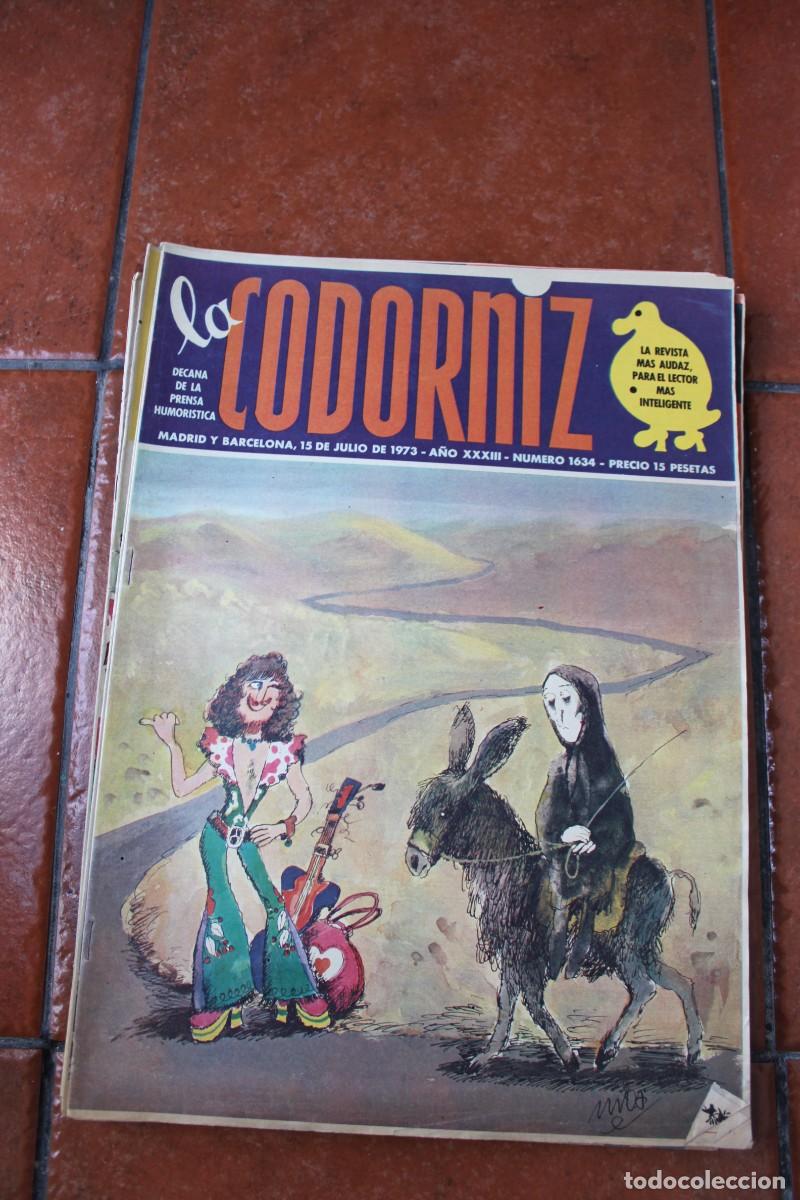 la CODORNIZ
DECANA
DE LA
PRENSA
HUMORISTICA
LA REVISTA
MAS AUDAZ,
PARA EL LECTOR
MAS
INTELIGENTE
MADRID Y BARCELONA, 15 DE JULIO DE 1973 - AÑO XXXIII - NUMERO 1634 - PRECIO 15 PESETAS
todocoleccion